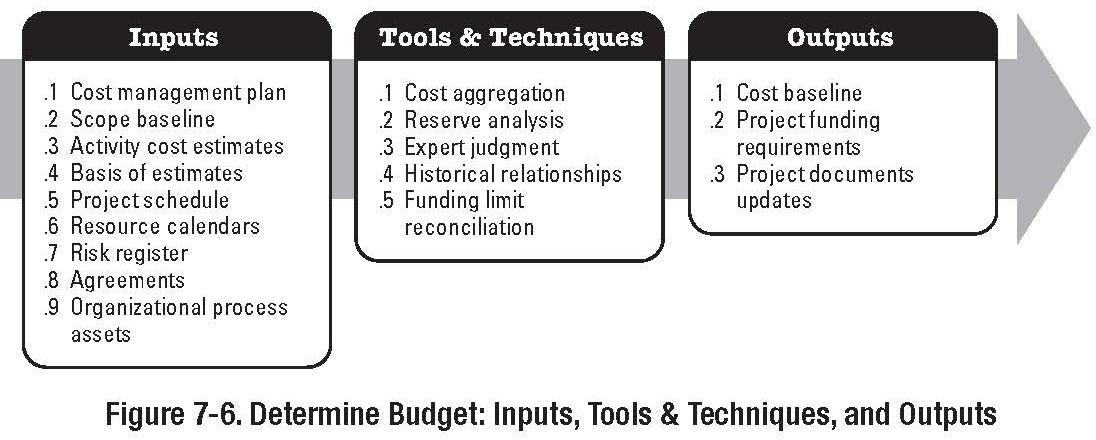 Inputs
.1 Cost management plan
.2 Scope baseline
.3 Activity cost estimates
.4 Basis of estimates
.5 Project schedule
.6 Resource calendars
.7 Risk register
.8 Agreements
.9 Organizational process
assets
Tools & Techniques
.1 Cost aggregation
.2 Reserve analysis
.3 Expert judgment
.4 Historical relationships
.5 Funding limit
reconciliation
Outputs
.1 Cost baseline
.2 Project funding
requirements
.3 Project documents
updates
Figure 7-6. Determine Budget: Inputs, Tools & Techniques, and Outputs